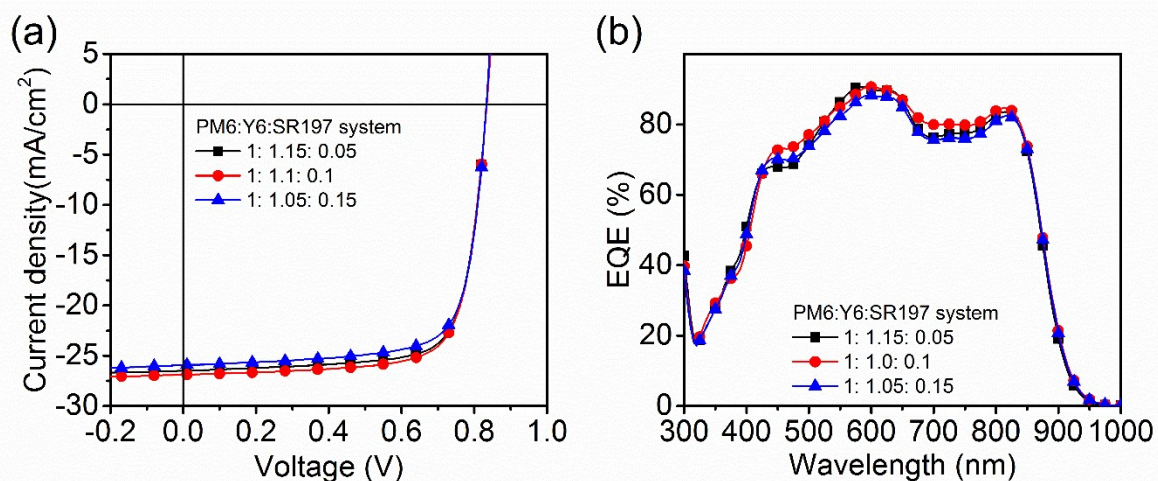 (a)
5
0
-5
-10
-15
-20
-25
-30
Current density(mA/cm²)
PM6:Y6:SR197 system
1: 1.15: 0.05
1: 1.1: 0.1
1: 1.05: 0.15
-0.2
0.0
0.2
0.4
0.6
0.8
1.0
Voltage (V)
(b)
80
60
40
20
0
EQE (%)
PM6:Y6:SR197 system
1: 1.15: 0.05
1: 1.0: 0.1
1: 1.05: 0.15
300
400
500
600
700
800
900
1000
Wavelength (nm)